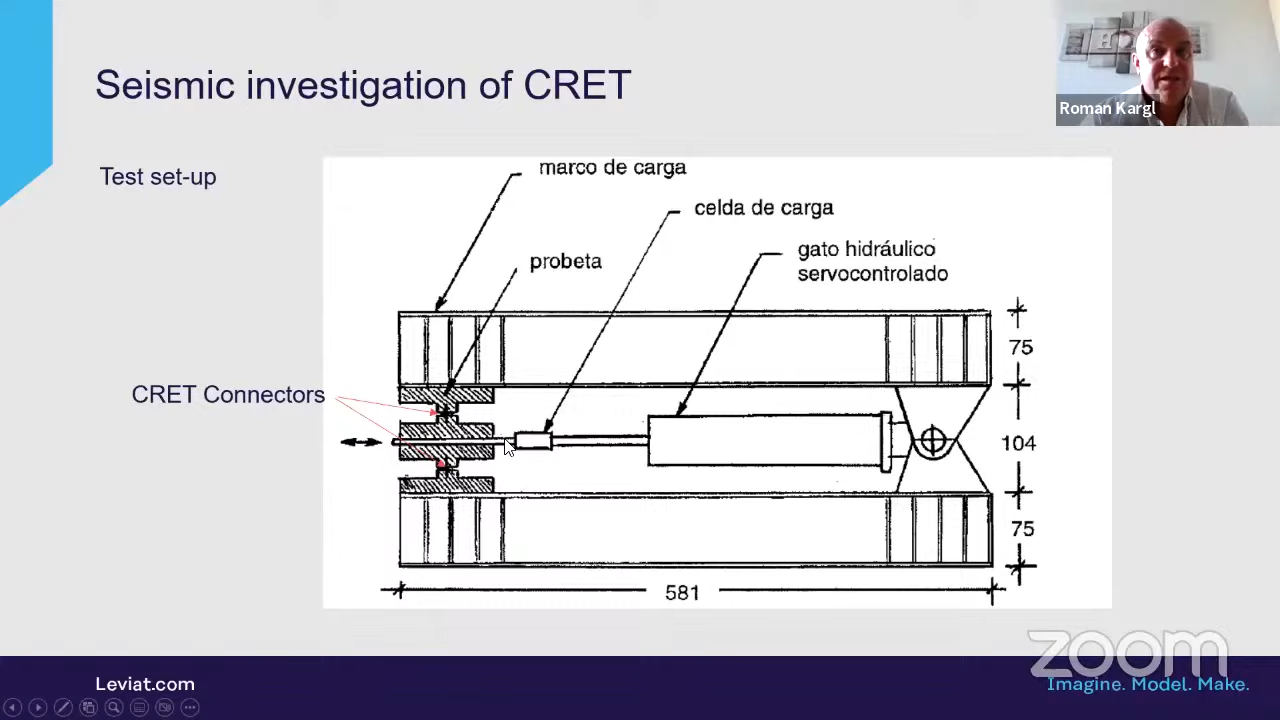 Seismic investigation of CRET
Roman Kargl
Test set-up
marco de carga
celda de carga
probeta
gato hidráulico
servocontrolado
75
CRET Connectors
104
75
581
zoom
Leviat.com
Imagine. Model. Make.